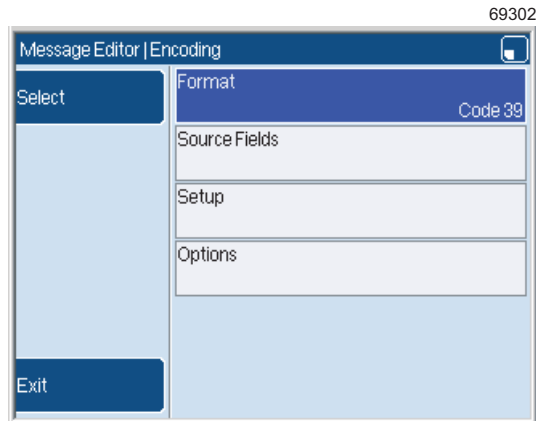 69302
Message Editor | Encoding
Select
Format
Code 39
Source Fields
Setup
Options
Exit